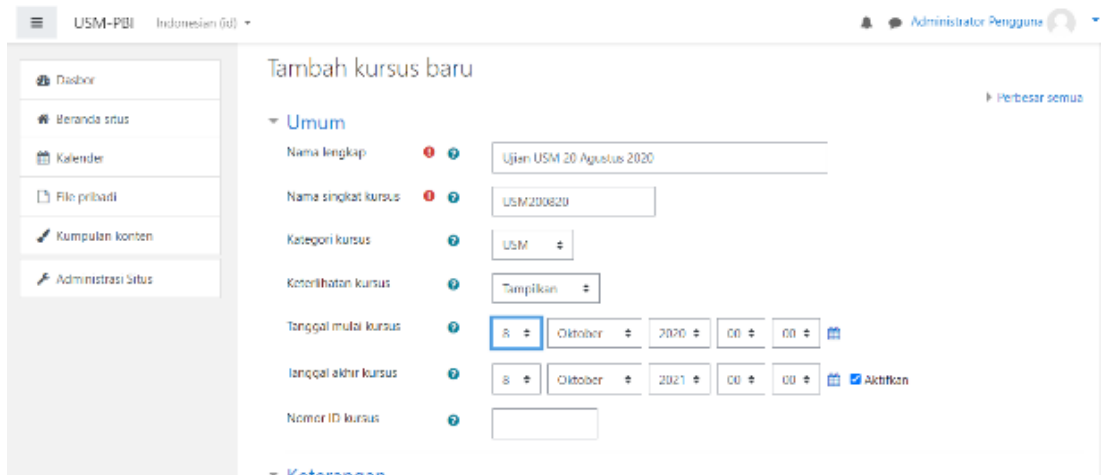 USM-PBI Indonesian (id)
Administrator Pengguna
Dasbor
Beranda situs
Kalender
File pribadi
Kumpulan konten
Administrasi Situs
Tambah kursus baru
Perbesar semua
Umum
Nama lengkap Ujian USM 20 Agustus 2020
Nama singkat kursus USM200820
Kategori kursus USM
Keterlihatan kursus Tampilkan
Tanggal mulai kursus 8 Oktober 2020 00 00
Tanggal akhir kursus 8 Oktober 2021 00 00 Aktifkan
Nomor ID kursus
Keterangan